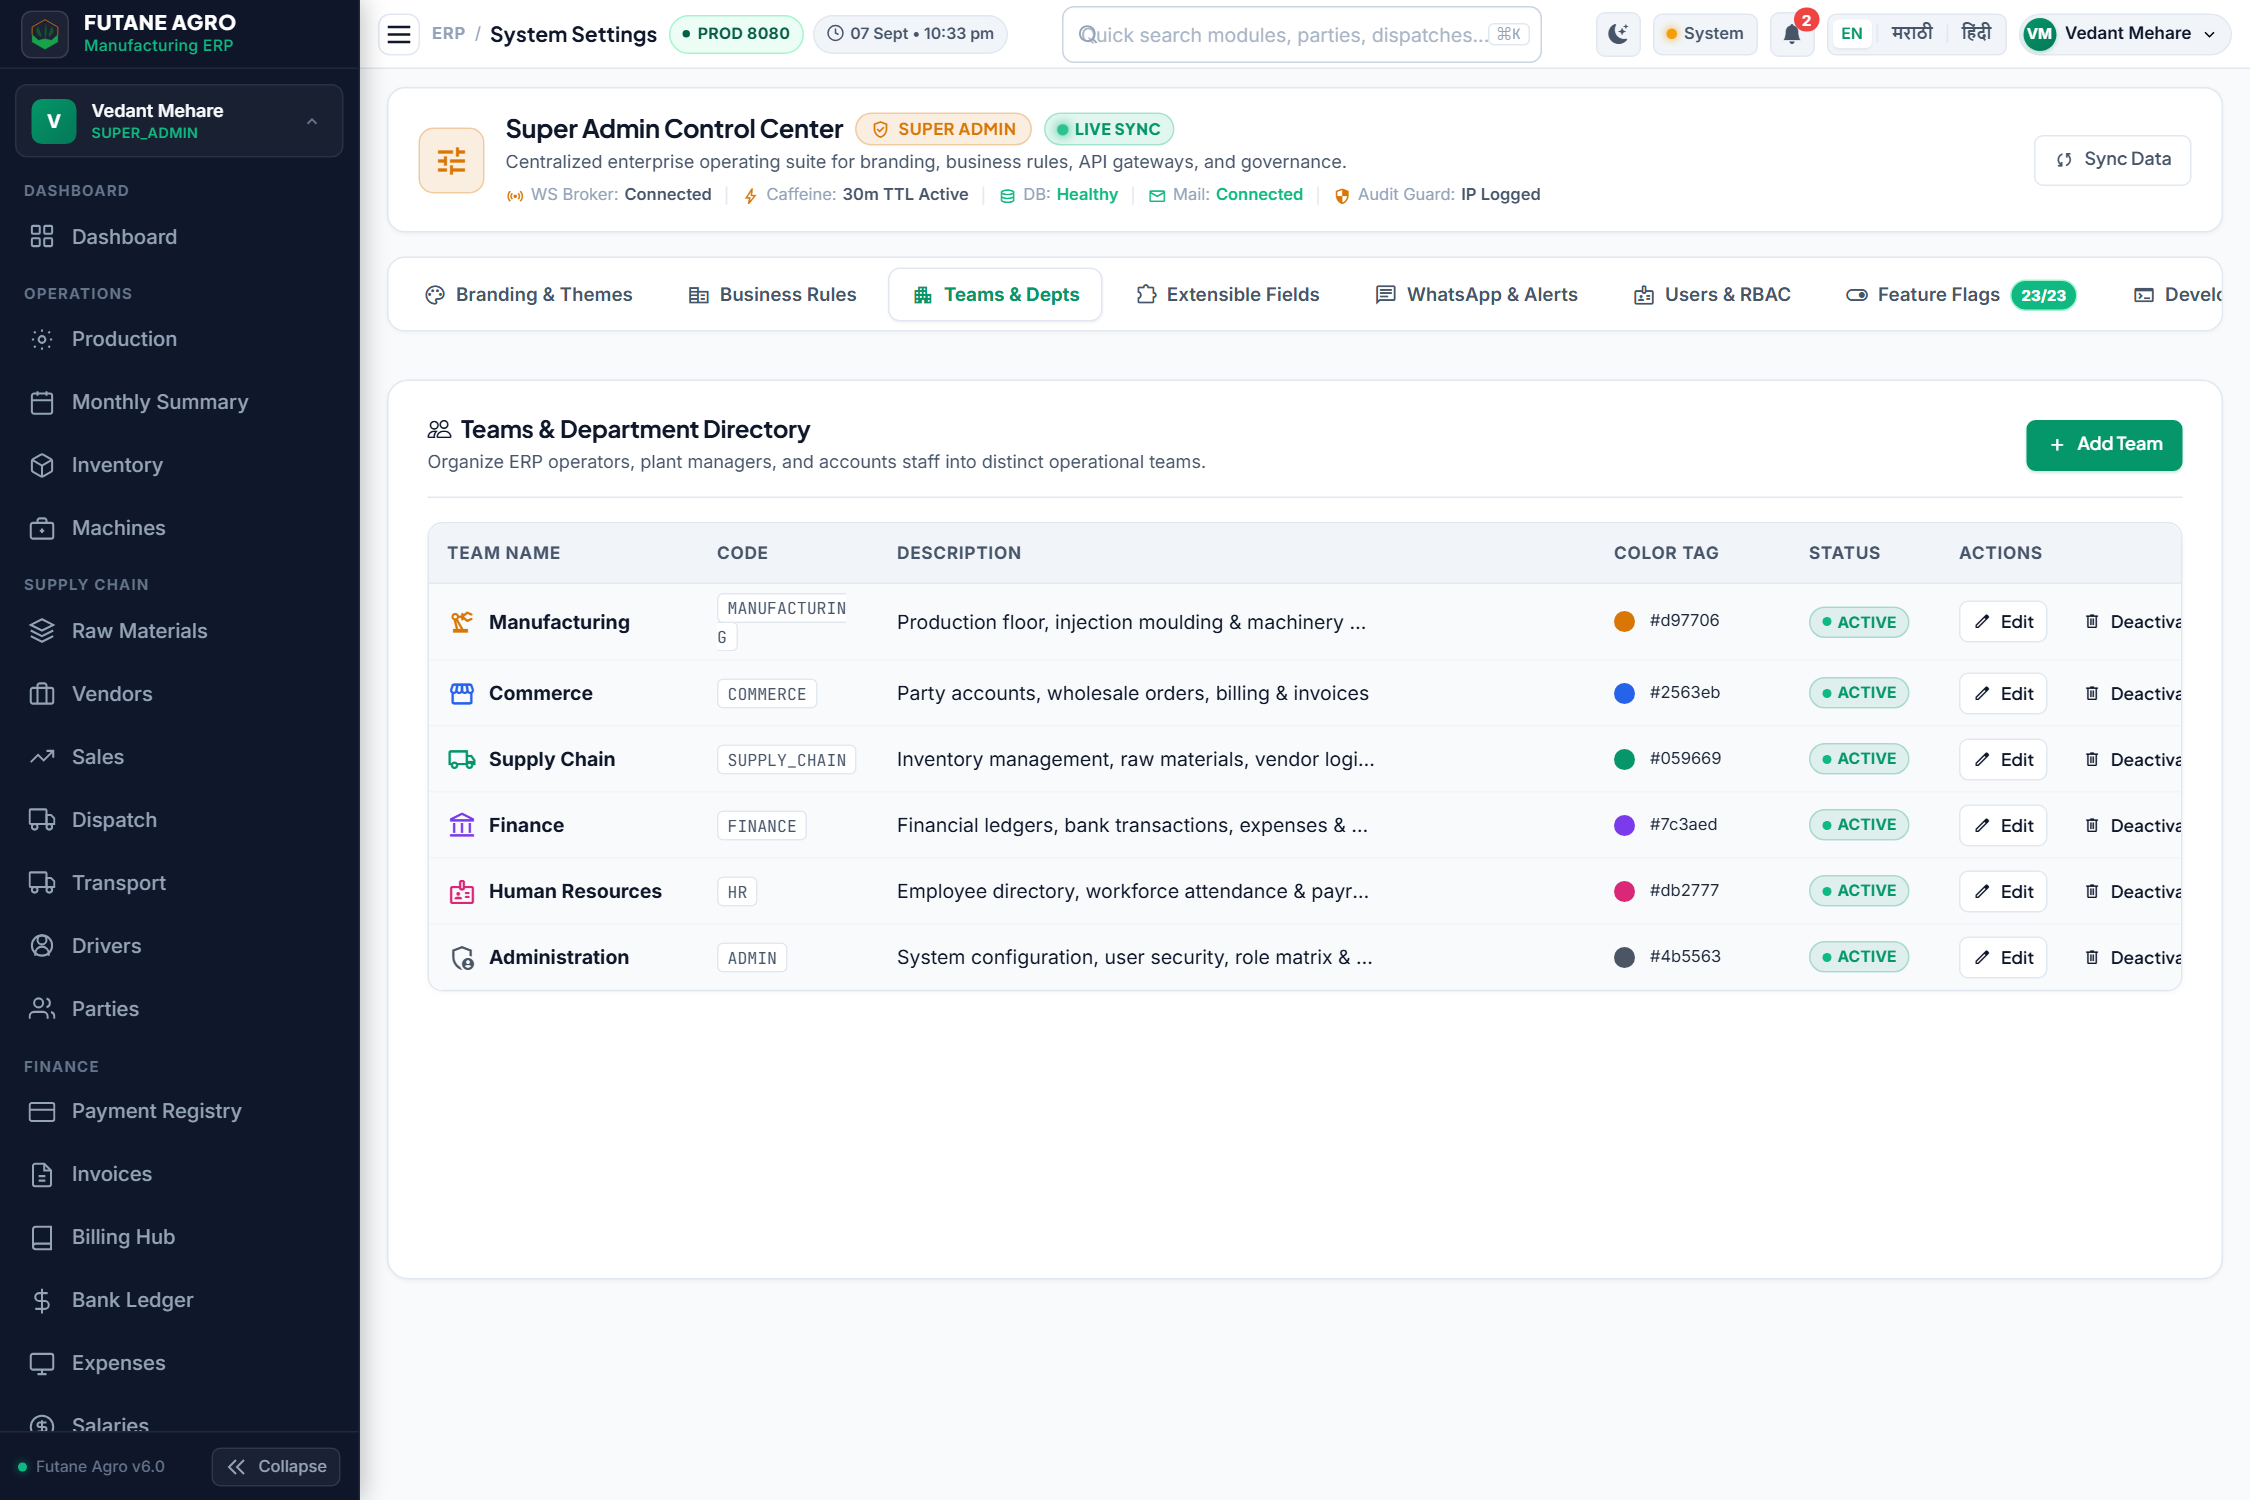 FUTANE AGRO
Manufacturing ERP
V
Vedant Mehare
SUPER_ADMIN
DASHBOARD
Dashboard
OPERATIONS
Production
Monthly Summary
Inventory
Machines
SUPPLY CHAIN
Raw Materials
Vendors
Sales
Dispatch
Transport
Drivers
Parties
FINANCE
Payment Registry
Invoices
Billing Hub
Bank Ledger
Expenses
Salaries
Futane Agro v6.0
Collapse
ERP / System Settings
PROD 8080
07 Sept • 10:33 pm
Quick search modules, parties, dispatches... ⌘K
System
2
EN मराठी हिंदी
VM Vedant Mehare
Super Admin Control Center
SUPER ADMIN
LIVE SYNC
Centralized enterprise operating suite for branding, business rules, API gateways, and governance.
WS Broker: Connected
Caffeine: 30m TTL Active
DB: Healthy
Mail: Connected
Audit Guard: IP Logged
Sync Data
Branding & Themes
Business Rules
Teams & Depts
Extensible Fields
WhatsApp & Alerts
Users & RBAC
Feature Flags 23/23
Develo
Teams & Department Directory
Organize ERP operators, plant managers, and accounts staff into distinct operational teams.
+ Add Team
TEAM NAME CODE DESCRIPTION COLOR TAG STATUS ACTIONS
Manufacturing MANUFACTURIN
G Production floor, injection moulding & machinery ... #d97706 ACTIVE Edit Deactiva
Commerce COMMERCE Party accounts, wholesale orders, billing & invoices #2563eb ACTIVE Edit Deactiva
Supply Chain SUPPLY_CHAIN Inventory management, raw materials, vendor logi... #059669 ACTIVE Edit Deactiva
Finance FINANCE Financial ledgers, bank transactions, expenses & ... #7c3aed ACTIVE Edit Deactiva
Human Resources HR Employee directory, workforce attendance & payr... #db2777 ACTIVE Edit Deactiva
Administration ADMIN System configuration, user security, role matrix & ... #4b5563 ACTIVE Edit Deactiva